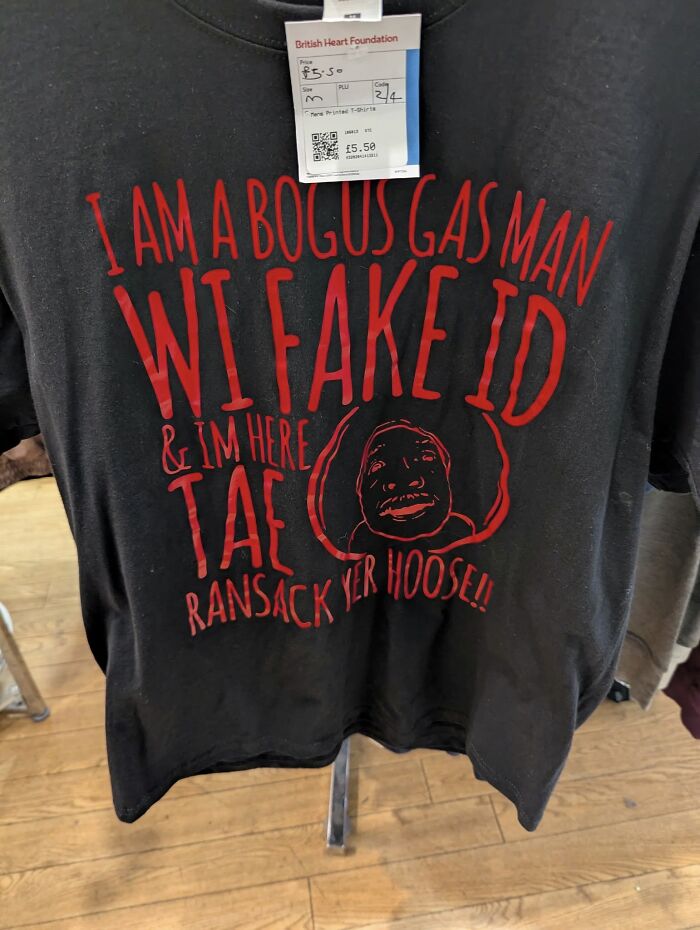 British Heart Foundation
Price
£5.50
Size
PLU
Code
M
2/4
Mens Printed T-Shirts
£5.50
I AM A BOGUS GAS MAN
WI FAKE ID
& IM HERE
TAE
RANSACK YER HOOSE!!